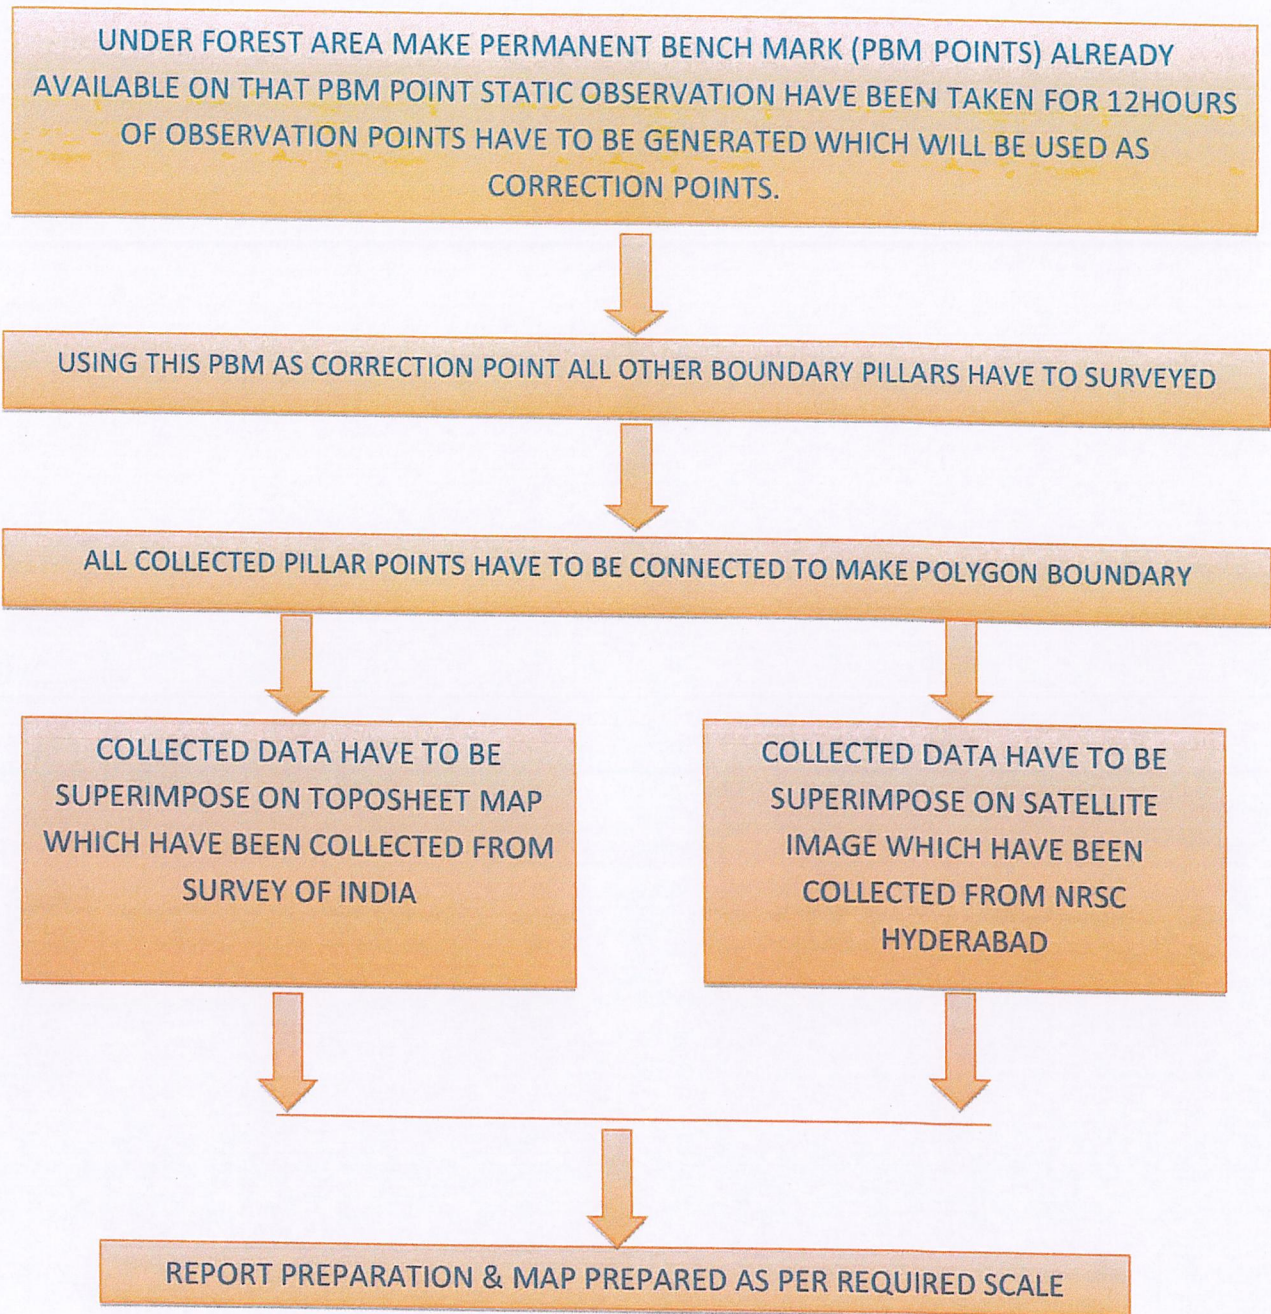 UNDER FOREST AREA MAKE PERMANENT BENCH MARK (PBM POINTS) ALREADY
AVAILABLE ON THAT PBM POINT STATIC OBSERVATION HAVE BEEN TAKEN FOR 12HOURS
OF OBSERVATION POINTS HAVE TO BE GENERATED WHICH WILL BE USED AS
CORRECTION POINTS.
USING THIS PBM AS CORRECTION POINT ALL OTHER BOUNDARY PILLARS HAVE TO SURVEYED
ALL COLLECTED PILLAR POINTS HAVE TO BE CONNECTED TO MAKE POLYGON BOUNDARY
COLLECTED DATA HAVE TO BE
SUPERIMPOSE ON TOPOSHEET MAP
WHICH HAVE BEEN COLLECTED FROM
SURVEY OF INDIA
COLLECTED DATA HAVE TO BE
SUPERIMPOSE ON SATELLITE
IMAGE WHICH HAVE BEEN
COLLECTED FROM NRSC
HYDERABAD
REPORT PREPARATION & MAP PREPARED AS PER REQUIRED SCALE